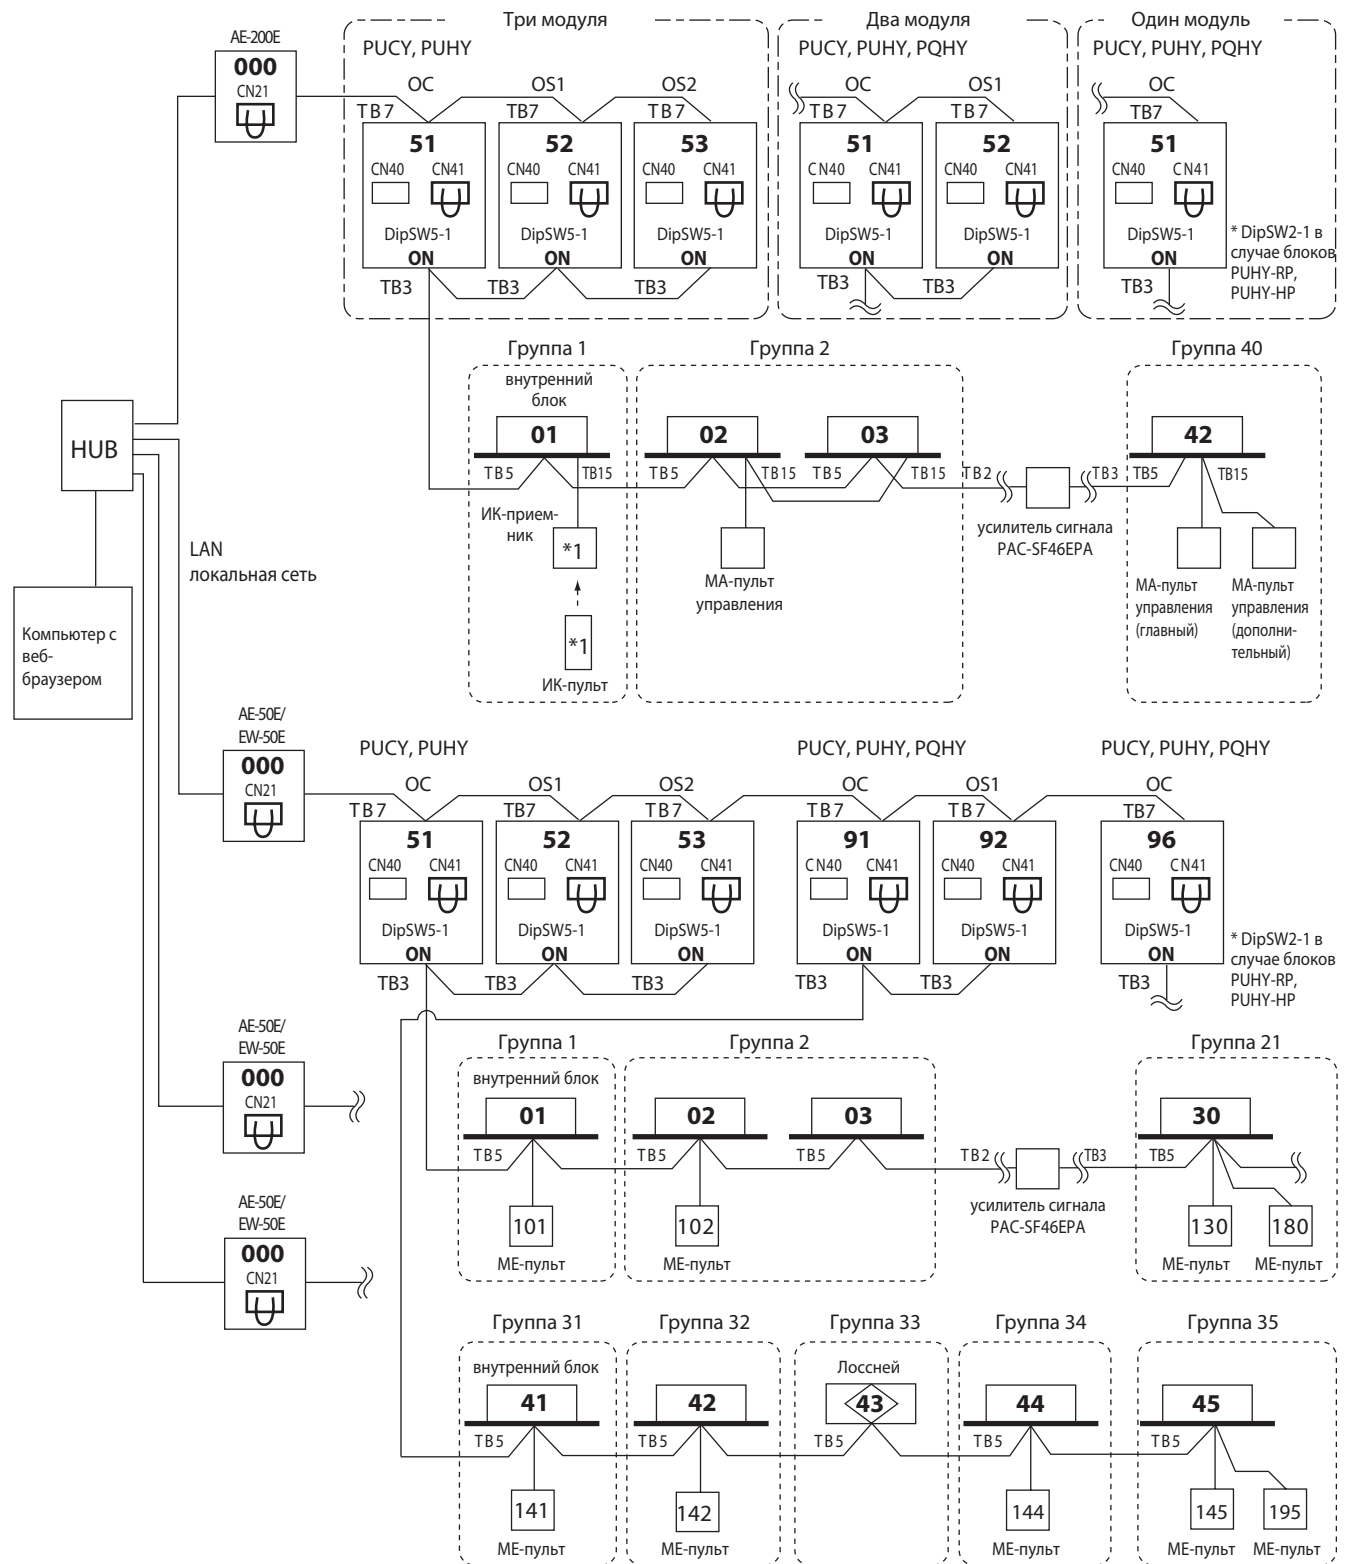 Три модуля
Два модуля
Один модуль
AE-200E
000
CN21
PUCY, PUHY
PUCY, PUHY, PQHY
PUCY, PUHY, PQHY
OC
OS1
OS2
OC
OS1
OC
TB7
TB7
TB7
TB7
TB7
TB7
51
52
53
51
52
51
CN40 CN41
CN40 CN41
CN40 CN41
CN40 CN41
CN40 CN41
CN40 CN41
DipSW5-1
DipSW5-1
DipSW5-1
DipSW5-1
DipSW5-1
DipSW5-1
ON
ON
ON
ON
ON
ON
* DipSW2-1 в
случае блоков
PUHY-RP,
PUHY-HP
TB3
TB3
TB3
TB3
TB3
TB3
Группа 1
Группа 2
Группа 40
внутренний
блок
01
02
03
42
TB5
TB15
TB5
TB15
TB5
TB15
TB2
TB3
TB5
TB15
HUB
LAN
локальная сеть
Компьютер с
веб-
браузером
ИК-прием-
ник
*1
*1
ИК-пульт
МА-пульт
управления
усилитель сигнала
PAC-SF46EPA
МА-пульт
управления
(главный)
МА-пульт
управления
(дополни-
тельный)
AE-50E/
EW-50E
000
CN21
PUCY, PUHY
PUCY, PUHY, PQHY
PUCY, PUHY, PQHY
OC
OS1
OS2
OC
OS1
OC
TB7
TB7
TB7
TB7
TB7
TB7
51
52
53
91
92
96
CN40 CN41
CN40 CN41
CN40 CN41
CN40 CN41
CN40 CN41
CN40 CN41
DipSW5-1
DipSW5-1
DipSW5-1
DipSW5-1
DipSW5-1
DipSW5-1
ON
ON
ON
ON
ON
ON
* DipSW2-1 в
случае блоков
PUHY-RP,
PUHY-HP
TB3
TB3
TB3
TB3
TB3
TB3
AE-50E/
EW-50E
000
CN21
Группа 1
Группа 2
Группа 21
внутренний блок
01
02
03
30
TB5
TB5
TB5
TB2
TB3
TB5
усилитель сигнала
PAC-SF46EPA
101
102
130
180
МЕ-пульт
МЕ-пульт
МЕ-пульт
МЕ-пульт
AE-50E/
EW-50E
000
CN21
Группа 31
Группа 32
Группа 33
Группа 34
Группа 35
внутренний блок
Лоссней
41
42
43
44
45
TB5
TB5
TB5
TB5
TB5
141
142
144
145
195
МЕ-пульт
МЕ-пульт
МЕ-пульт
МЕ-пульт
МЕ-пульт